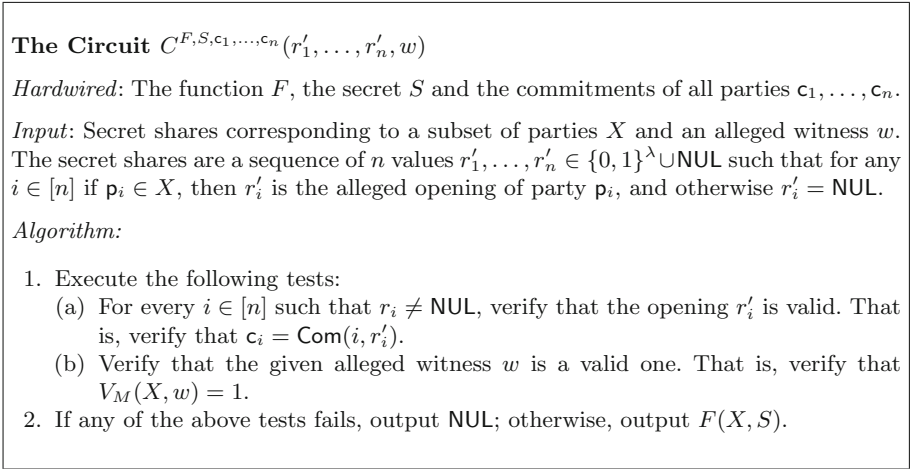 The Circuit C^{F,S,c_1,...,c_n}(r'_1, . . . , r'_n, w)
Hardwired: The function F, the secret S and the commitments of all parties c_1, . . . , c_n.
Input: Secret shares corresponding to a subset of parties X and an alleged witness w.
The secret shares are a sequence of n values r'_1, . . . , r'_n ∈ {0, 1}^λ ∪NUL such that for any
i ∈ [n] if p_i ∈ X, then r'_i is the alleged opening of party p_i, and otherwise r'_i = NUL.
Algorithm:
1. Execute the following tests:
(a) For every i ∈ [n] such that r_i ≠ NUL, verify that the opening r'_i is valid. That
is, verify that c_i = Com(i, r'_i).
(b) Verify that the given alleged witness w is a valid one. That is, verify that
V_M(X, w) = 1.
2. If any of the above tests fails, output NUL; otherwise, output F(X, S).